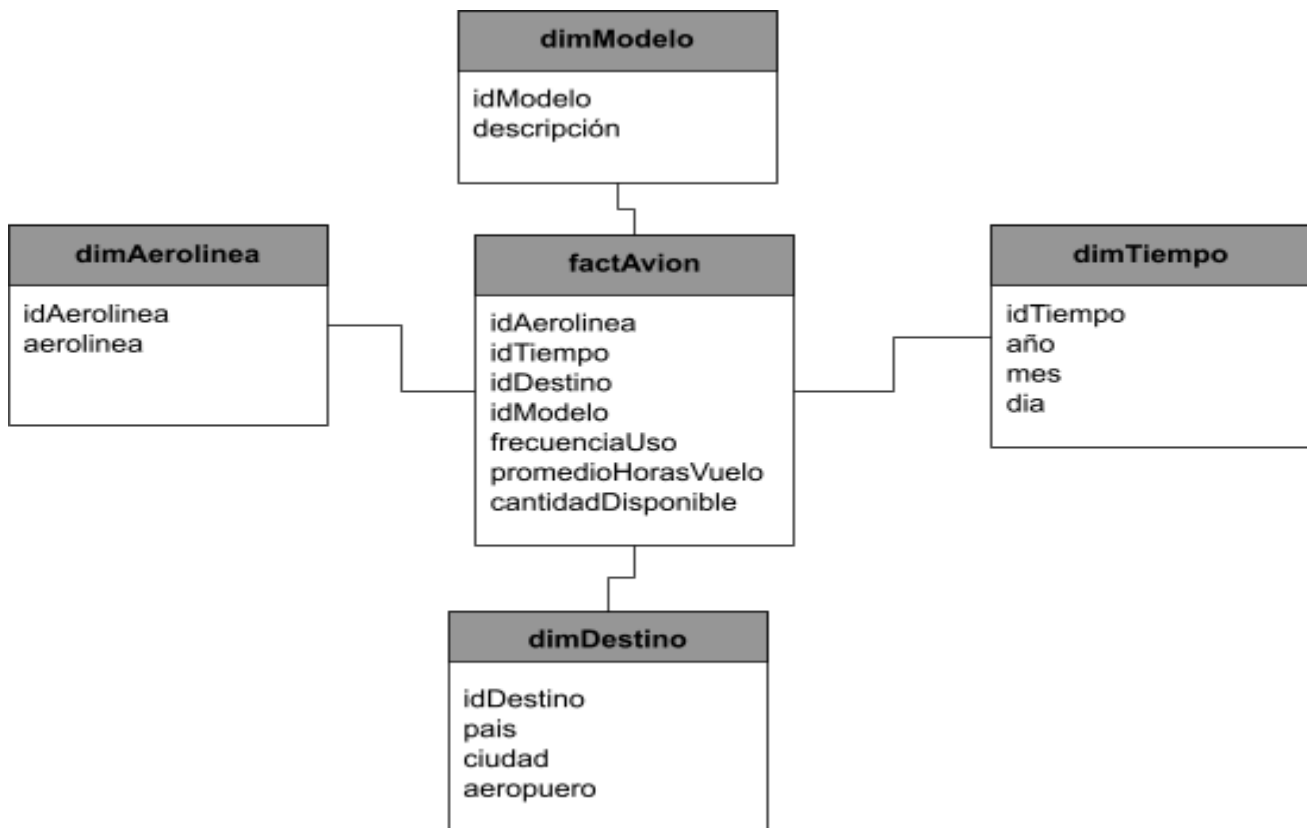 dimModelo
idModelo
descripción
dimAerolinea
idAerolinea
aerolinea
factAvion
idAerolinea
idTiempo
idDestino
idModelo
frecuenciaUso
promedioHorasVuelo
cantidadDisponible
dimTiempo
idTiempo
año
mes
dia
dimDestino
idDestino
pais
ciudad
aeropuero